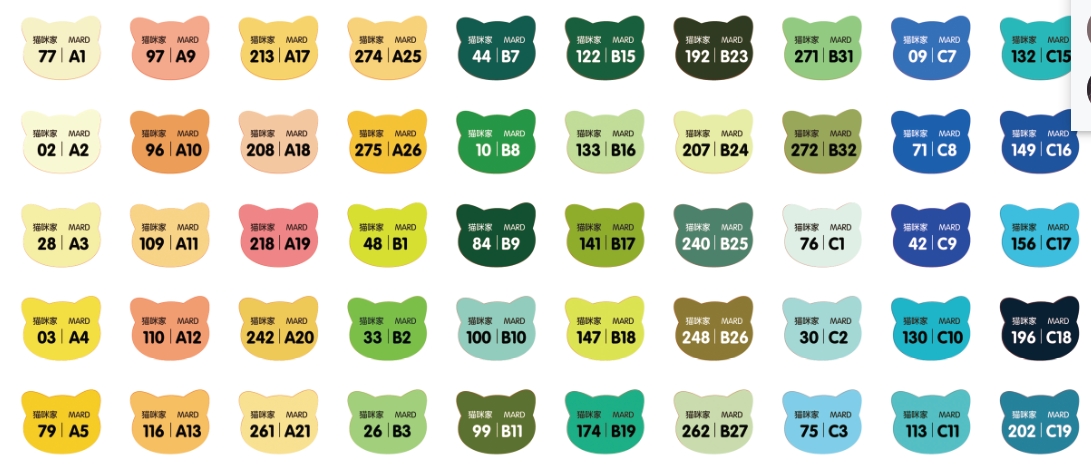 猫咪家 MARD 猫咪家 MARD 猫咪家 MARD 猫咪家 MARD 猫咪家 MARD 猫咪家 MARD 猫咪家 MARD 猫咪家 MARD 猫咪家 MARD 猫咪家 MARD
77 | A1 97 | A9 213 | A17 274 | A25 44 | B7 122 | B15 192 | B23 271 | B31 09 | C7 132 | C15
猫咪家 MARD 猫咪家 MARD 猫咪家 MARD 猫咪家 MARD 猫咪家 MARD 猫咪家 MARD 猫咪家 MARD 猫咪家 MARD 猫咪家 MARD 猫咪家 MARD
02 | A2 96 | A10 208 | A18 275 | A26 10 | B8 133 | B16 207 | B24 272 | B32 71 | C8 149 | C16
猫咪家 MARD 猫咪家 MARD 猫咪家 MARD 猫咪家 MARD 猫咪家 MARD 猫咪家 MARD 猫咪家 MARD 猫咪家 MARD 猫咪家 MARD 猫咪家 MARD
28 | A3 109 | A11 218 | A19 48 | B1 84 | B9 141 | B17 240 | B25 76 | C1 42 | C9 156 | C17
猫咪家 MARD 猫咪家 MARD 猫咪家 MARD 猫咪家 MARD 猫咪家 MARD 猫咪家 MARD 猫咪家 MARD 猫咪家 MARD 猫咪家 MARD 猫咪家 MARD
03 | A4 110 | A12 242 | A20 33 | B2 100 | B10 147 | B18 248 | B26 30 | C2 130 | C10 196 | C18
猫咪家 MARD 猫咪家 MARD 猫咪家 MARD 猫咪家 MARD 猫咪家 MARD 猫咪家 MARD 猫咪家 MARD 猫咪家 MARD 猫咪家 MARD 猫咪家 MARD
79 | A5 116 | A13 261 | A21 26 | B3 99 | B11 174 | B19 262 | B27 75 | C3 113 | C11 202 | C19